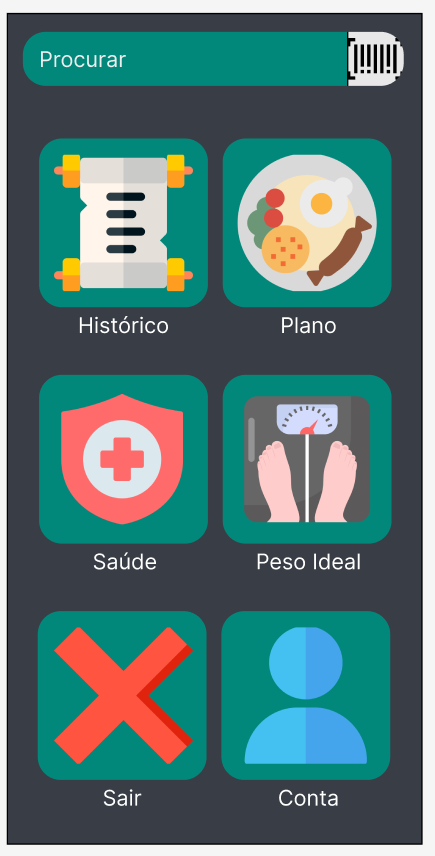 Procurar
Histórico
Plano
Saúde
Peso Ideal
Sair
Conta